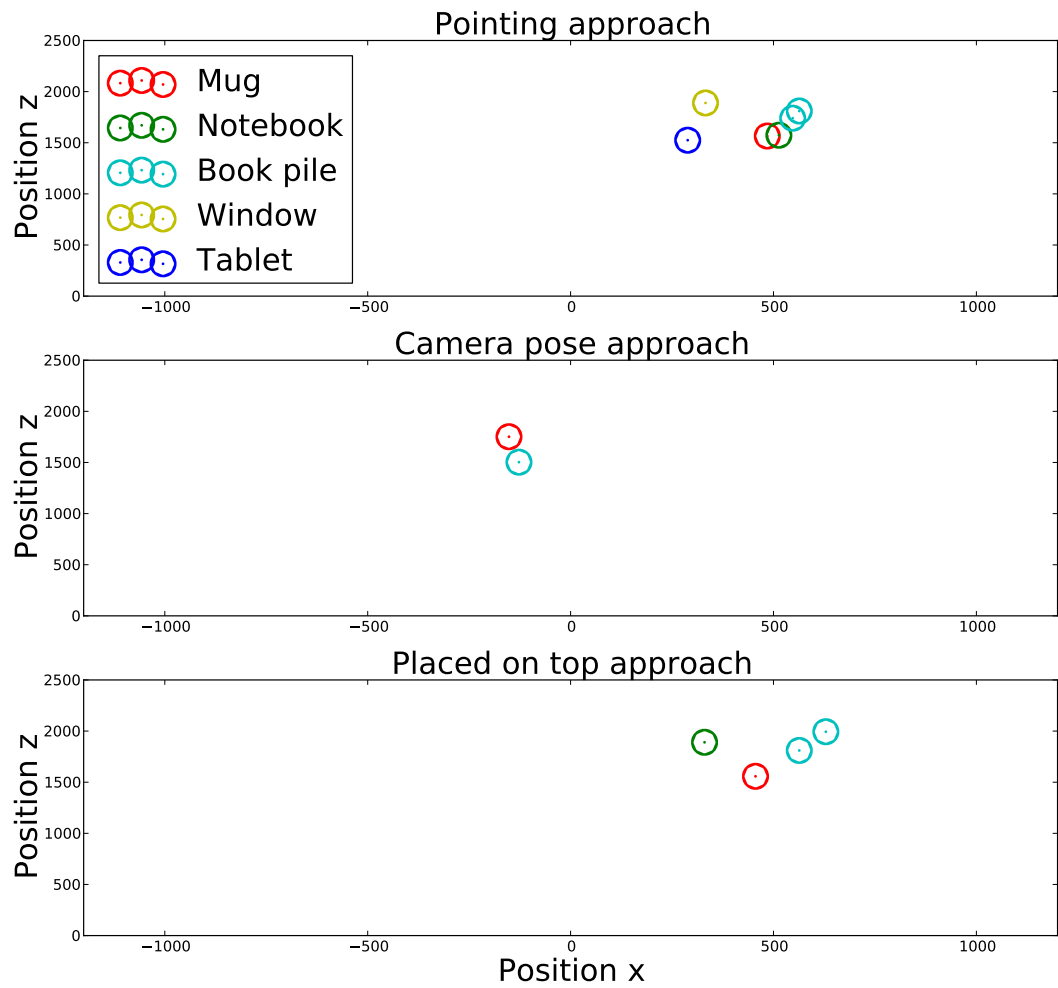 Pointing approach
2500
2000
1500
1000
500
0
Position z
Mug
Notebook
Book pile
Window
Tablet
−1000
−500
0
500
1000
Camera pose approach
2500
2000
1500
1000
500
0
Position z
−1000
−500
0
500
1000
Placed on top approach
2500
2000
1500
1000
500
0
Position z
−1000
−500
0
500
1000
Position x